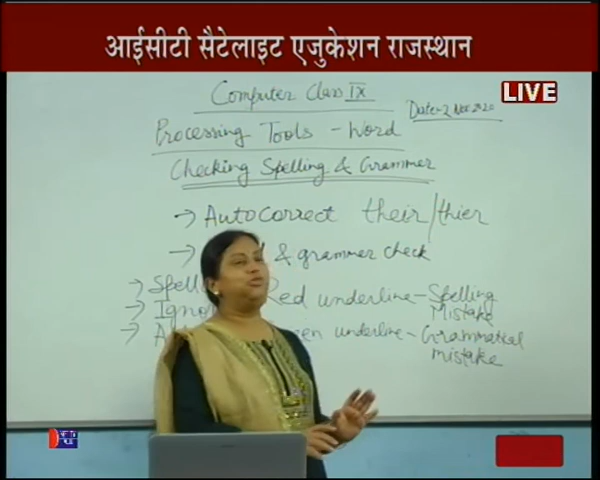 आईसीटी सैटेलाइट एजुकेशन राजस्थान
LIVE
Computer Class IX
Date-2 Nov.2020
Processing Tools - Word
Checking Spelling & Grammer
→ AutoCorrect their/thier
→ & grammer check
→ Spell Red underline - Spelling Mistake
→ Igno
→ underline - Grammatical mistake